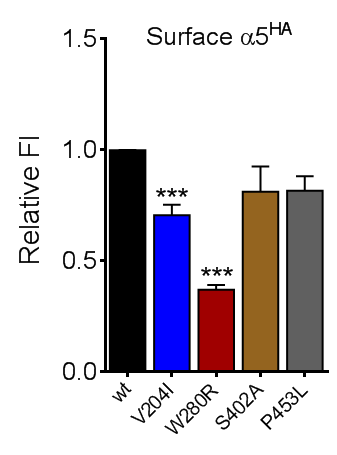 Surface α5HA
Relative FI
1.5
1.0
0.5
0.0
***
***
wt
V204I
W280R
S402A
P453L